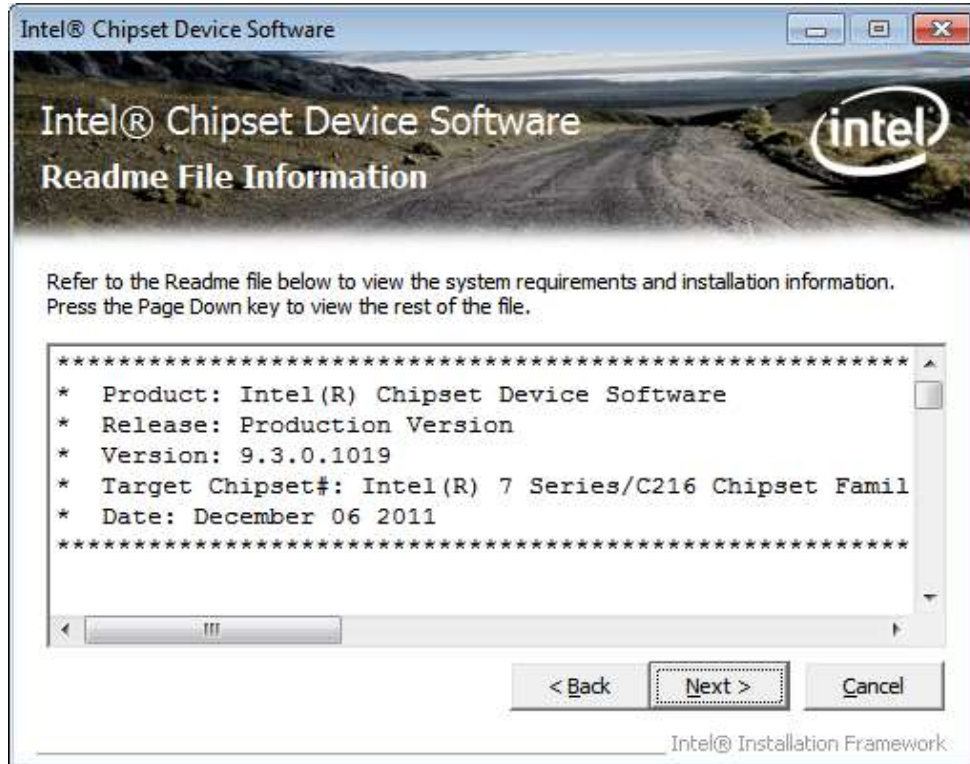 Intel® Chipset Device Software
Intel® Chipset Device Software
intel
Readme File Information
Refer to the Readme file below to view the system requirements and installation information.
Press the Page Down key to view the rest of the file.
********************************************************
* Product: Intel(R) Chipset Device Software
* Release: Production Version
* Version: 9.3.0.1019
* Target Chipset#: Intel(R) 7 Series/C216 Chipset Famil
* Date: December 06 2011
********************************************************
< Back Next > Cancel
Intel® Installation Framework